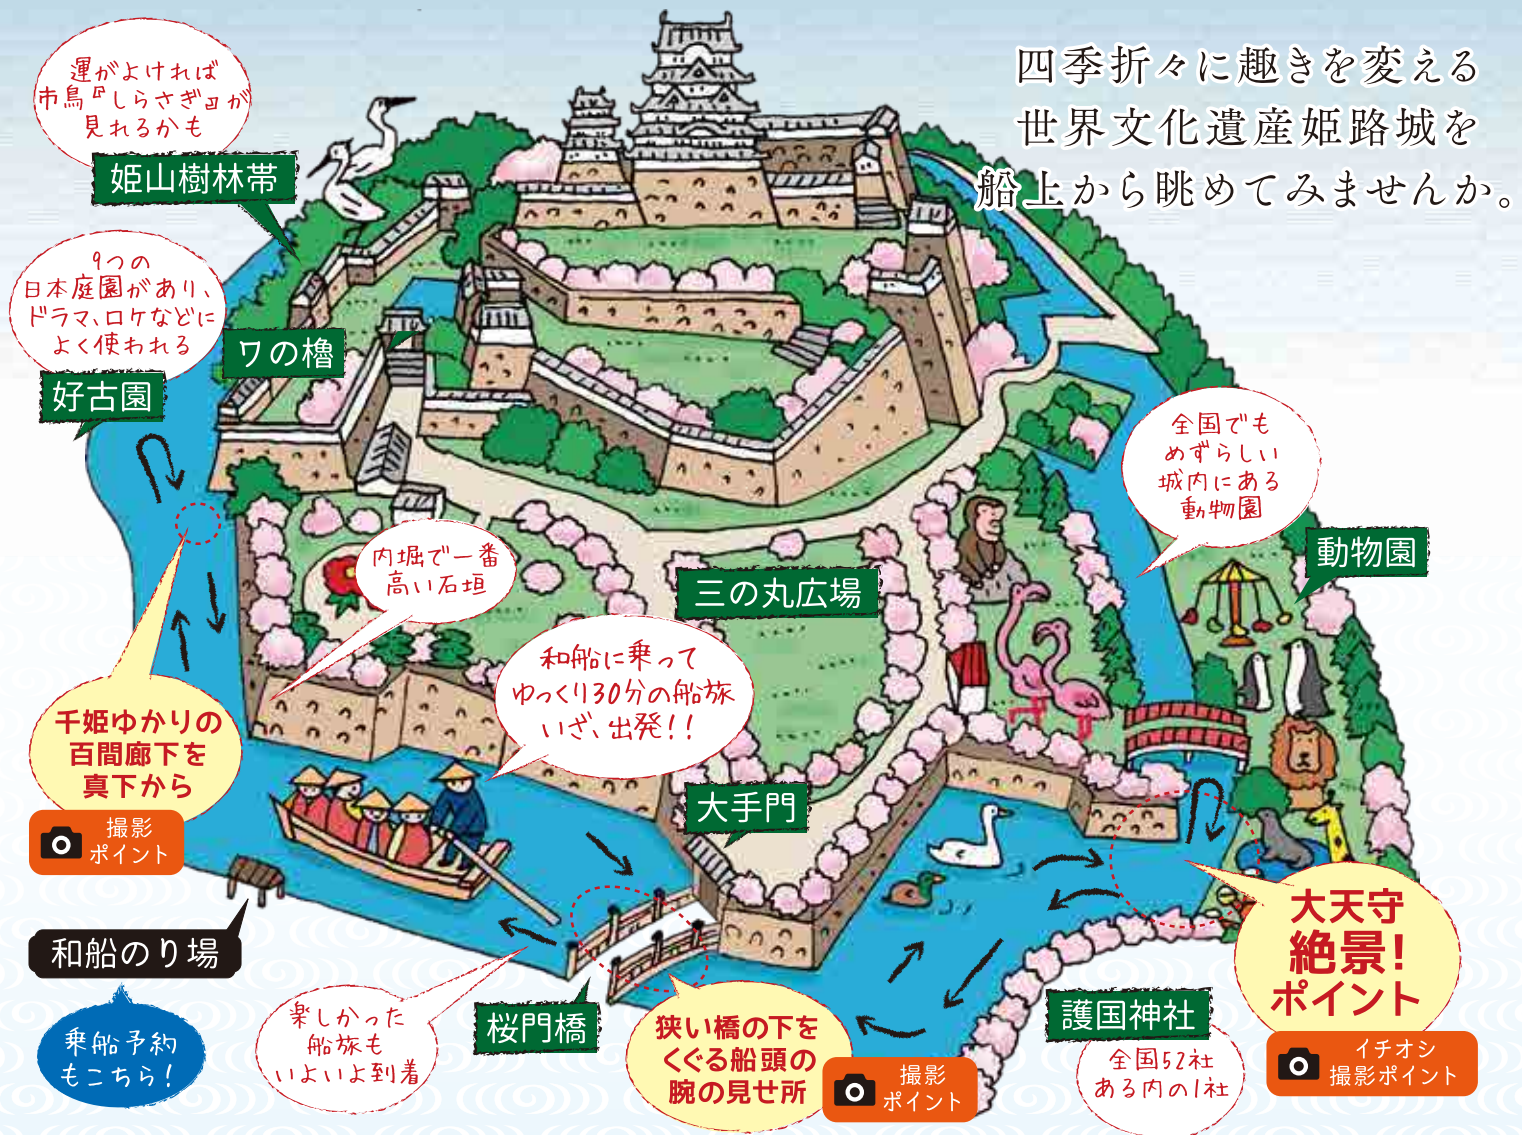 四季折々に趣きを変える
世界文化遺産姫路城を
船上から眺めてみませんか。
運がよければ
市鳥『しらさぎ』が
見れるかも
姫山樹林帯
9つの
日本庭園があり、
ドラマ、ロケなどに
よく使われる
好古園
ワの櫓
全国でも
めずらしい
城内にある
動物園
動物園
内堀で一番
高い石垣
三の丸広場
和船に乗って
ゆっくり30分の船旅
いざ、出発!!
千姫ゆかりの
百間廊下を
真下から
撮影
ポイント
大手門
和船のり場
乗船予約
もこちら!
楽しかった
船旅も
いよいよ到着
桜門橋
狭い橋の下を
くぐる船頭の
腕の見せ所
撮影
ポイント
護国神社
全国52社
ある内の1社
大天守
絶景!
ポイント
イチオシ
撮影ポイント